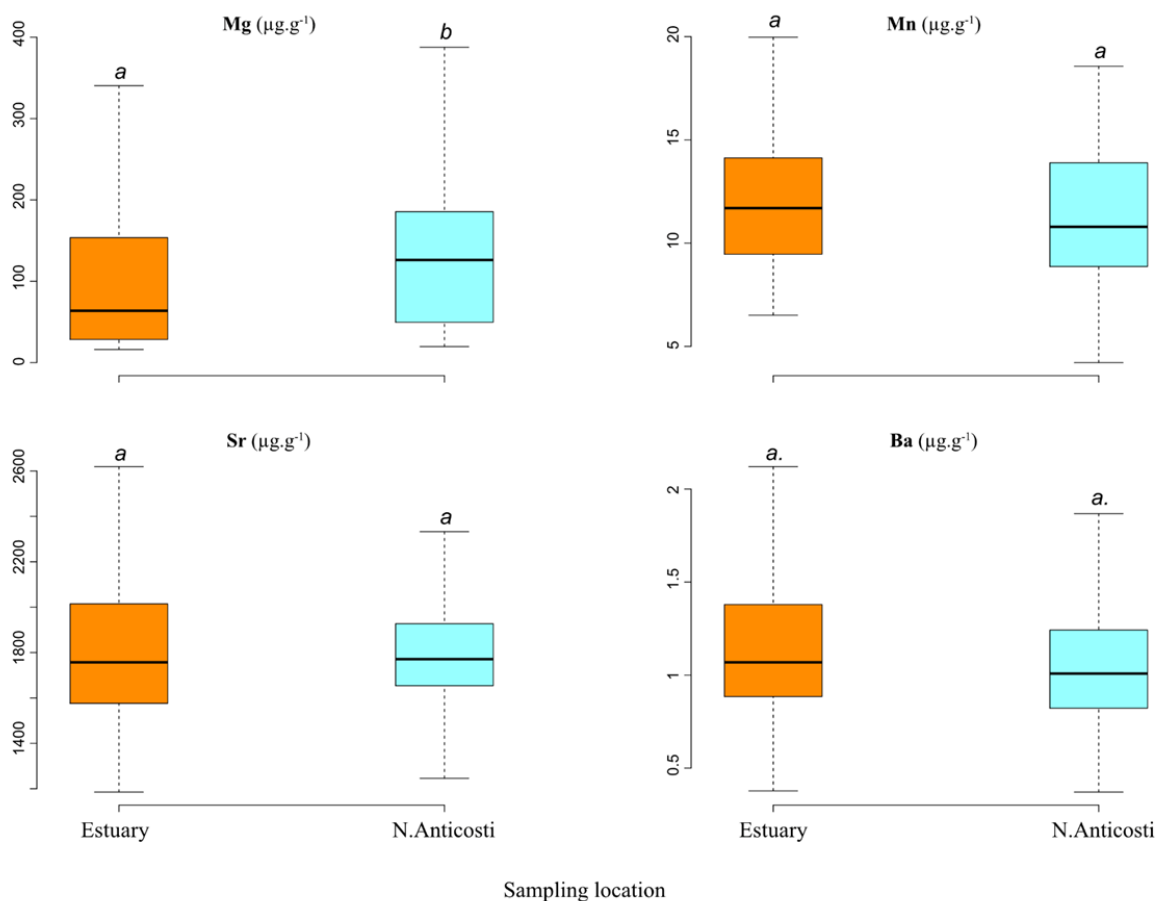 Mg (µg.g⁻¹)
Mn (µg.g⁻¹)
a
b
a
a
400
300
200
100
0
20
15
10
5
Sr (µg.g⁻¹)
Ba (µg.g⁻¹)
a
a
a.
a.
2600
2200
1800
1400
2
1.5
1
0.5
Estuary
N.Anticosti
Estuary
N.Anticosti
Sampling location